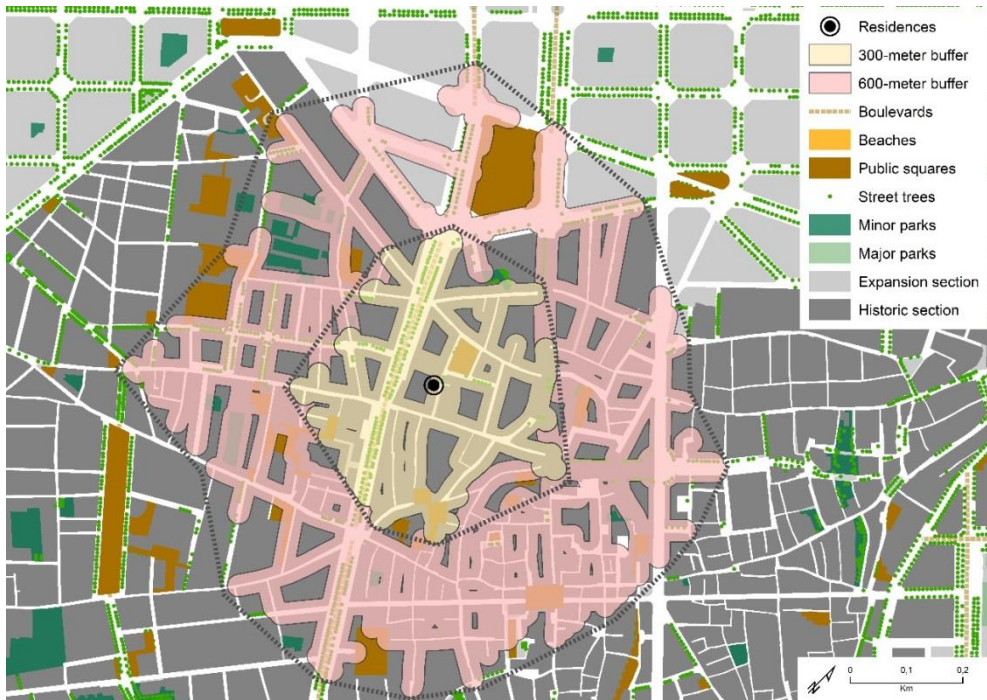 Residences
300-meter buffer
600-meter buffer
Boulevards
Beaches
Public squares
Street trees
Minor parks
Major parks
Expansion section
Historic section
N
0 0,1 0,2
Km